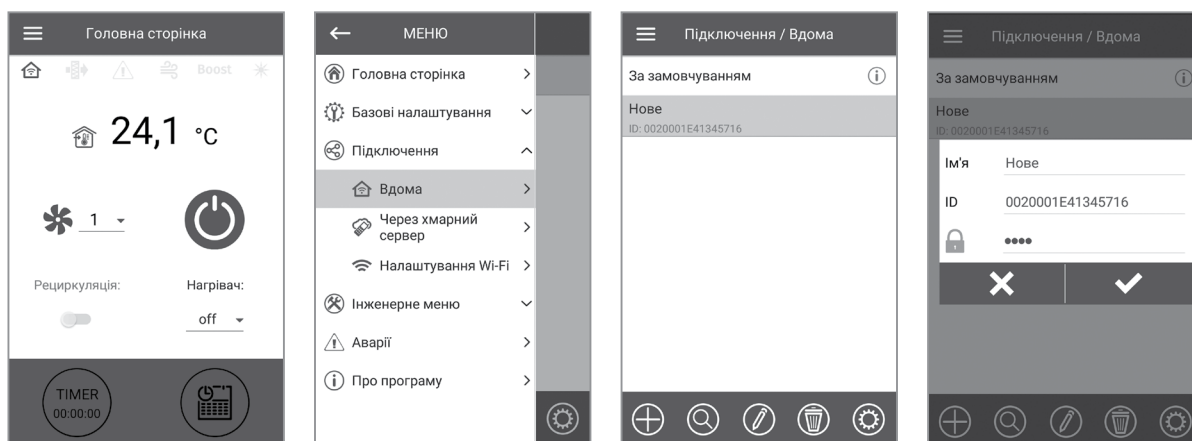 Головна сторінка
Boost
24,1 °C
1
Рециркуляція:
Нагрівач:
off
TIMER
00:00:00
МЕНЮ
Головна сторінка
Базові налаштування
Підключення
Вдома
Через хмарний
сервер
Налаштування Wi-Fi
Інженерне меню
Аварії
Про програму
Підключення / Вдома
За замовчуванням
Нове
ID: 0020001E41345716
Підключення / Вдома
За замовчуванням
Нове
ID: 0020001E41345716
Ім'я Нове
ID 0020001E41345716
••••